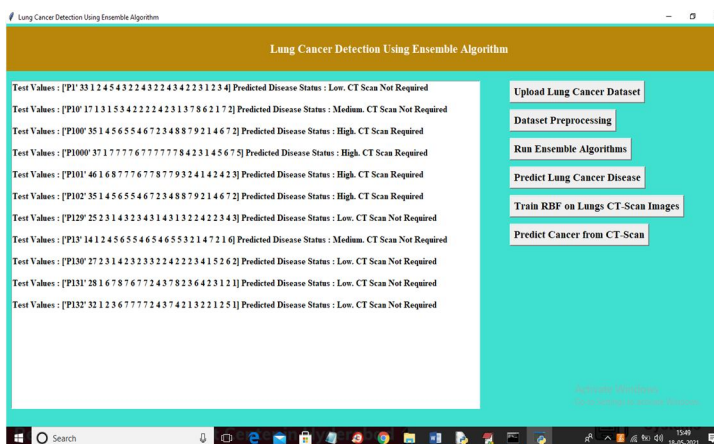 Lung Cancer Detection Using Ensemble Algorithm
Lung Cancer Detection Using Ensemble Algorithm
Test Values : ['P1' 33 1 2 4 5 4 3 2 2 4 3 2 2 4 3 4 2 2 3 1 2 3 4] Predicted Disease Status : Low. CT Scan Not Required
Test Values : ['P10' 17 1 3 1 5 3 4 2 2 2 2 4 2 3 1 3 7 8 6 2 1 7 2] Predicted Disease Status : Medium. CT Scan Not Required
Test Values : ['P100' 35 1 4 5 6 5 5 4 6 7 2 3 4 8 8 7 9 2 1 4 6 7 2] Predicted Disease Status : High. CT Scan Required
Test Values : ['P1000' 37 1 7 7 7 7 6 7 7 7 7 7 7 8 4 2 3 1 4 5 6 7 5] Predicted Disease Status : High. CT Scan Required
Test Values : ['P101' 46 1 6 8 7 7 7 6 7 7 8 7 7 9 3 2 4 1 4 2 4 2 3] Predicted Disease Status : High. CT Scan Required
Test Values : ['P102' 35 1 4 5 6 5 5 4 6 7 2 3 4 8 8 7 9 2 1 4 6 7 2] Predicted Disease Status : High. CT Scan Required
Test Values : ['P129' 25 2 3 1 4 3 2 3 4 3 1 4 3 1 3 2 2 4 2 2 3 4 3] Predicted Disease Status : Low. CT Scan Not Required
Test Values : ['P13' 14 1 2 4 5 6 5 5 4 6 5 4 6 5 5 3 2 1 4 7 2 1 6] Predicted Disease Status : Medium. CT Scan Not Required
Test Values : ['P130' 27 2 3 1 4 2 3 2 3 3 2 2 4 2 2 2 3 4 1 5 2 6 2] Predicted Disease Status : Low. CT Scan Not Required
Test Values : ['P131' 28 1 6 7 8 7 6 7 7 2 4 3 7 8 2 3 6 4 2 3 1 2 1] Predicted Disease Status : Low. CT Scan Not Required
Test Values : ['P132' 32 1 2 3 6 7 7 7 7 2 4 3 7 4 2 1 3 2 2 1 2 5 1] Predicted Disease Status : Low. CT Scan Not Required
Upload Lung Cancer Dataset
Dataset Preprocessing
Run Ensemble Algorithms
Predict Lung Cancer Disease
Train RBF on Lungs CT-Scan Images
Predict Cancer from CT-Scan
Search
15:49
18-05-2021